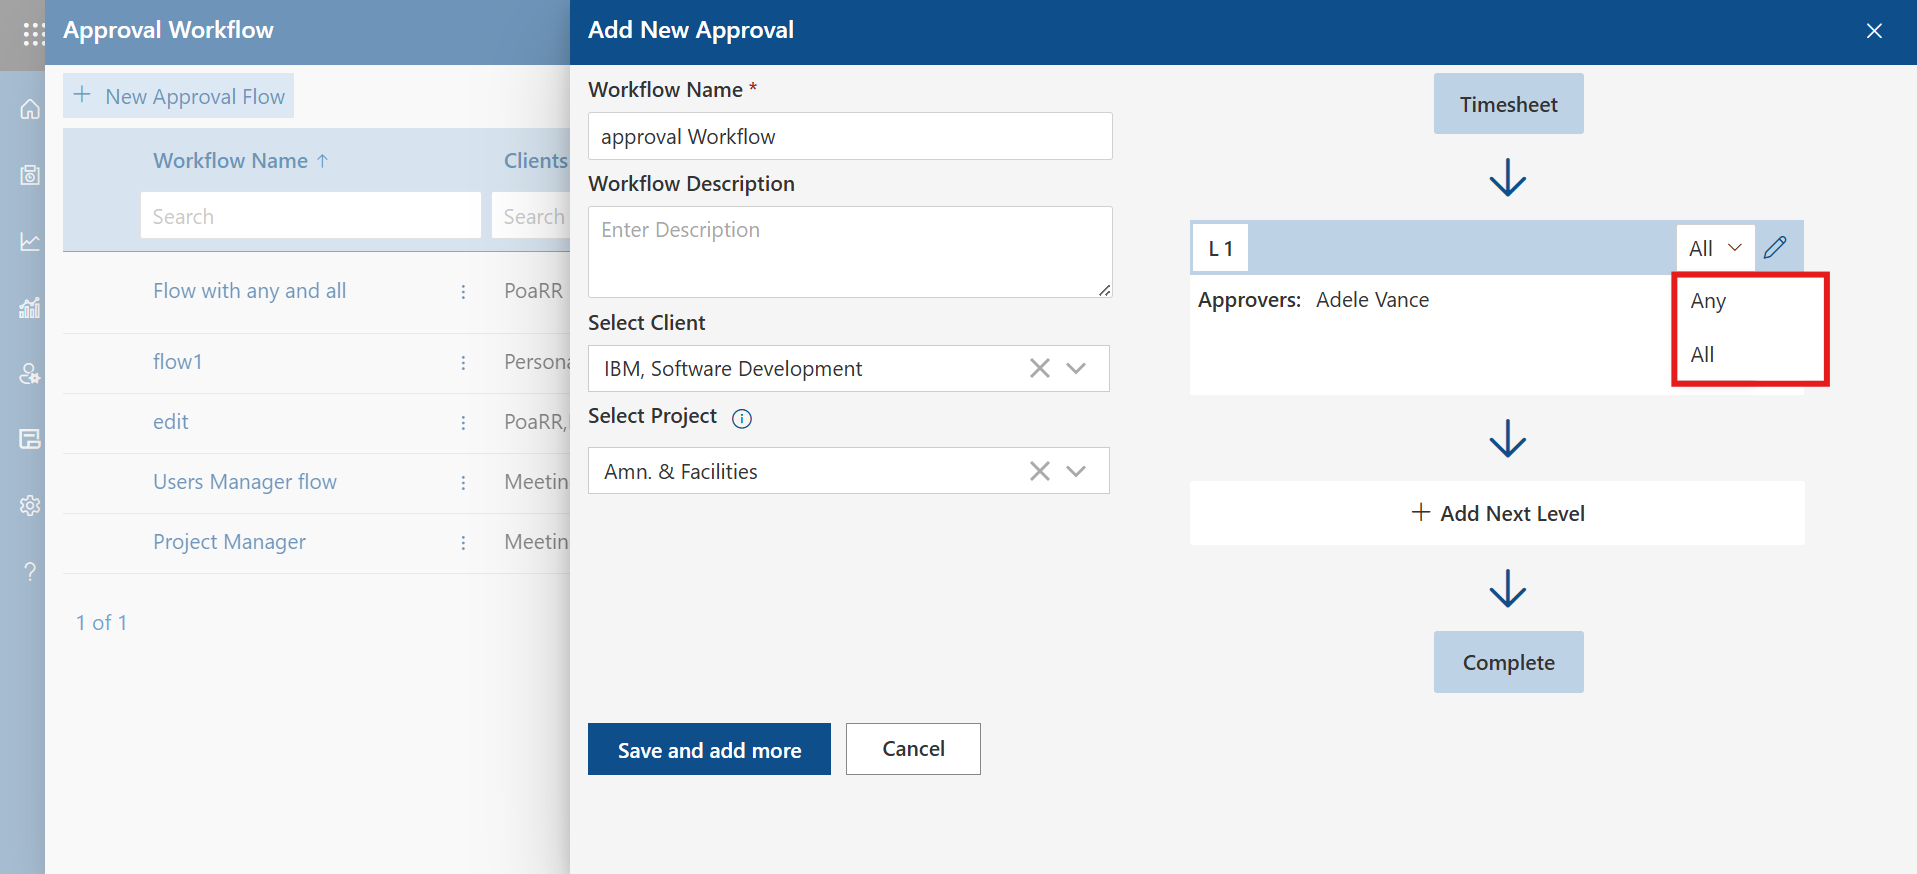 Approval Workflow
+ New Approval Flow
Workflow Name ↑ Clients
Search Search
Flow with any and all PoaRR
flow1 Persona
edit PoaRR,
Users Manager flow Meetin
Project Manager Meetin
1 of 1
?
Add New Approval
Workflow Name *
approval Workflow
Workflow Description
Enter Description
Select Client
IBM, Software Development
Select Project
Amn. & Facilities
Save and add more Cancel
Timesheet
L 1 All
Approvers: Adele Vance
Any
All
+ Add Next Level
Complete